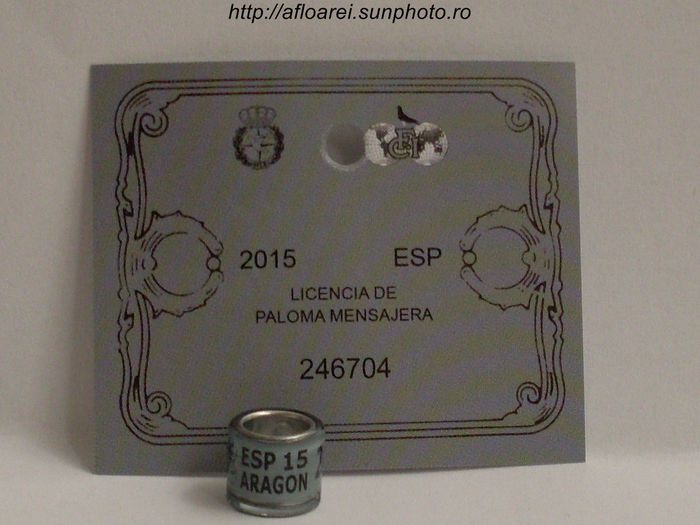 http://afloarei.sunphoto.ro
2015 ESP
LICENCIA DE
PALOMA MENSAJERA
246704
ESP 15
ARAGON